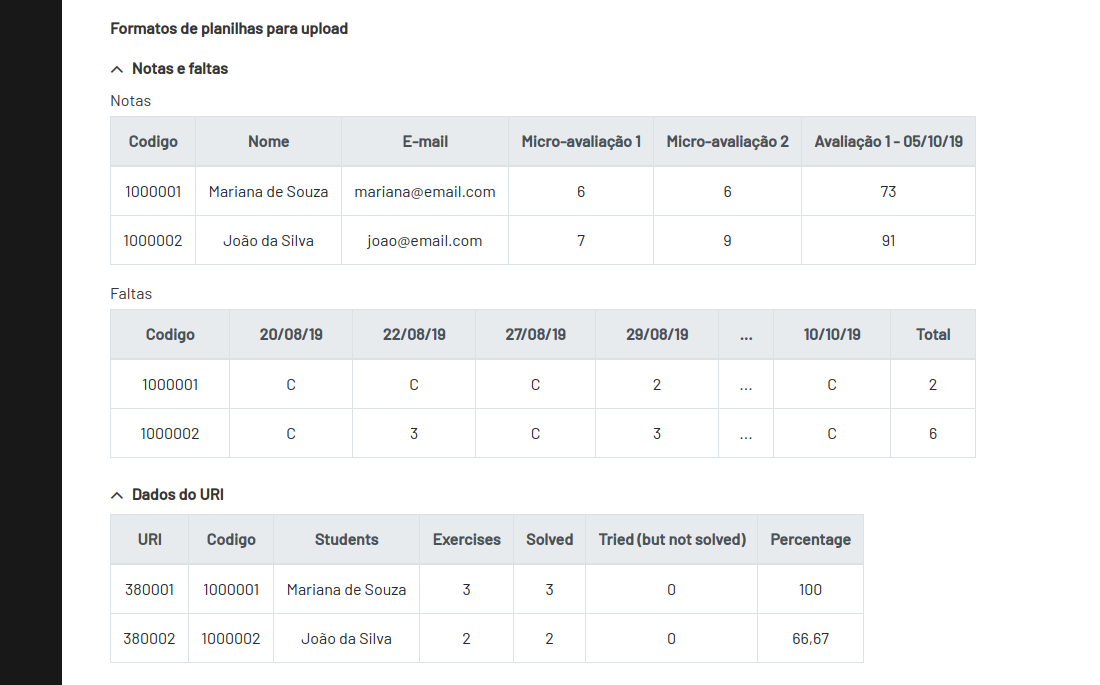 Formatos de planilhas para upload
Notas e faltas
Notas
Codigo Nome E-mail Micro-avaliação 1 Micro-avaliação 2 Avaliação 1 - 05/10/19
1000001 Mariana de Souza mariana@email.com 6 6 73
1000002 João da Silva joao@email.com 7 9 91
Faltas
Codigo 20/08/19 22/08/19 27/08/19 29/08/19 ... 10/10/19 Total
1000001 C C C 2 ... C 2
1000002 C 3 C 3 ... C 6
Dados do URI
URI Codigo Students Exercises Solved Tried (but not solved) Percentage
380001 1000001 Mariana de Souza 3 3 0 100
380002 1000002 João da Silva 2 2 0 66,67